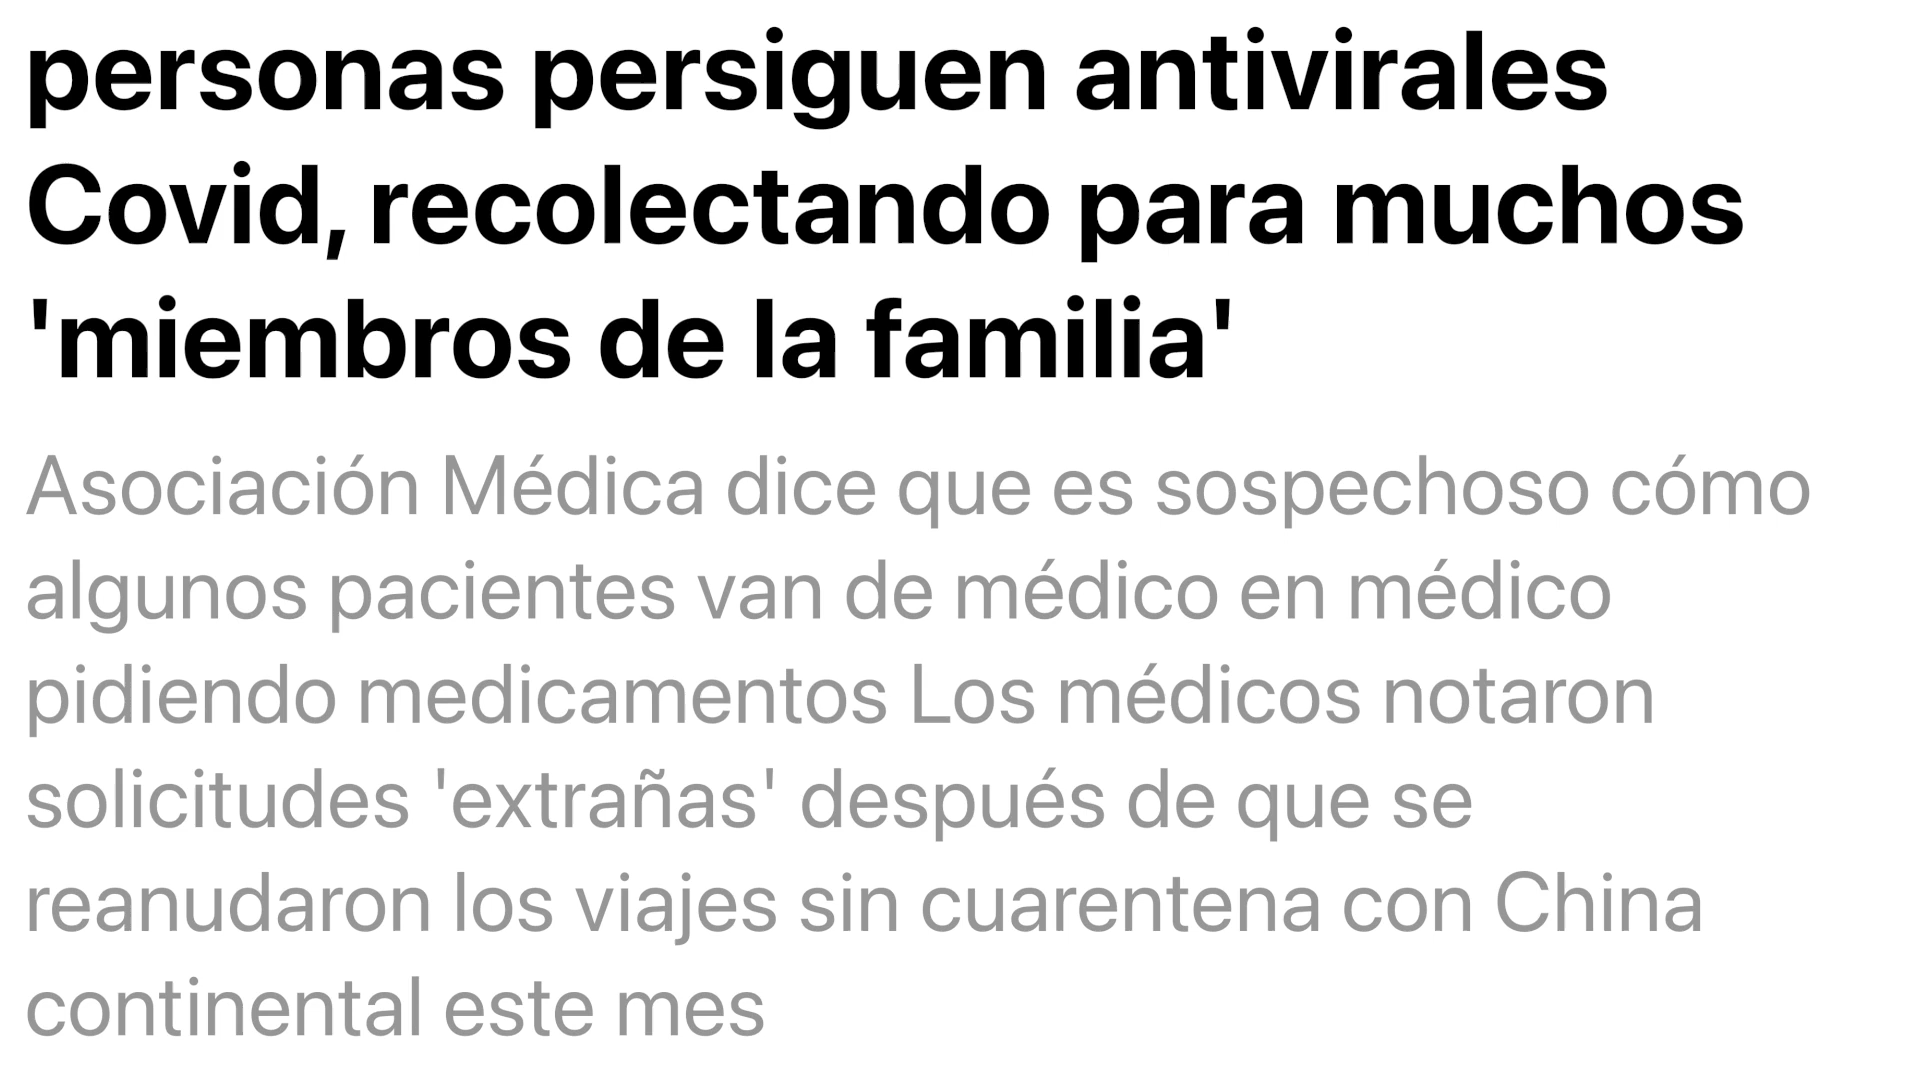 personas persiguen antivirales
Covid, recolectando para muchos
'miembros de la familia'
Asociación Médica dice que es sospechoso cómo
algunos pacientes van de médico en médico
pidiendo medicamentos Los médicos notaron
solicitudes 'extrañas' después de que se
reanudaron los viajes sin cuarentena con China
continental este mes